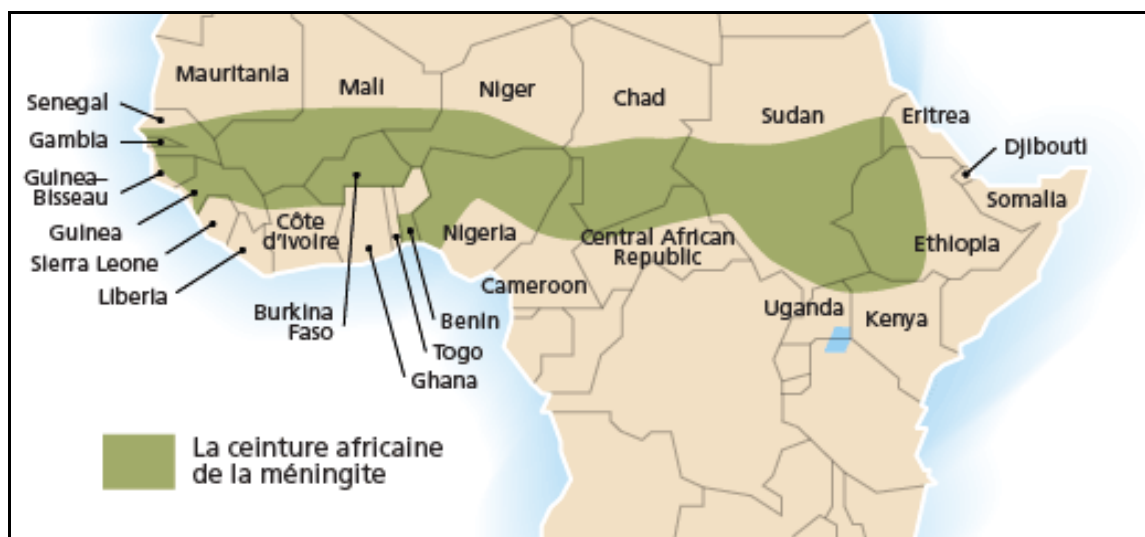 Mauritania
Mali
Niger
Chad
Sudan
Eritrea
Djibouti
Somalia
Ethiopia
Senegal
Gambia
Guinea–
Bisseau
Guinea
Sierra Leone
Liberia
Côte
d'Ivoire
Burkina
Faso
Ghana
Togo
Benin
Nigeria
Cameroon
Central African
Republic
Uganda
Kenya
La ceinture africaine
de la méningite